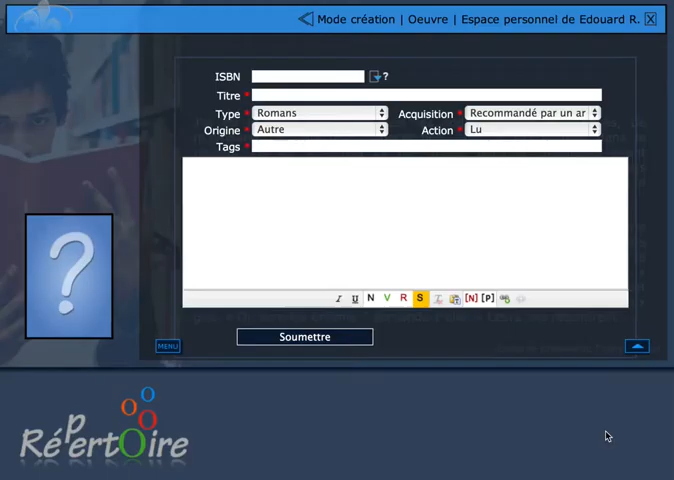 Mode création | Oeuvre | Espace personnel de Edouard R. X
ISBN ?
Titre *
Type * Romans Acquisition * Recommandé par un ar
Origine * Autre Action * Lu
Tags *
?
I U N V R S T [N] [P]
Soumettre
MENU
RéppertOire